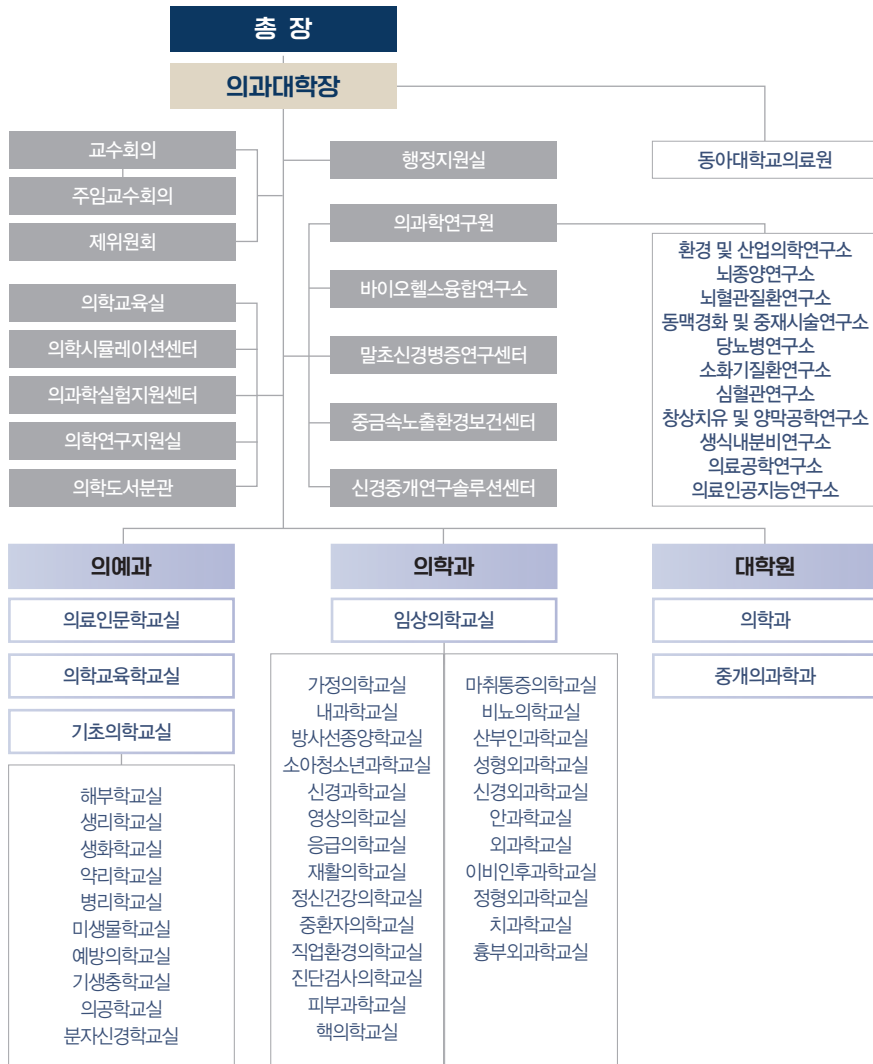 총 장
의과대학장
교수회의
주임교수회의
제위원회
행정지원실
동아대학교의료원
의과학연구원
바이오헬스융합연구소
말초신경병증연구센터
중금속노출환경보건센터
신경중개연구솔루션센터
환경 및 산업의학연구소
뇌종양연구소
뇌혈관질환연구소
동맥경화 및 중재시술연구소
당뇨병연구소
소화기질환연구소
심혈관연구소
창상치유 및 양막공학연구소
생식내분비연구소
의료공학연구소
의료인공지능연구소
의학교육실
의학시뮬레이션센터
의과학실험지원센터
의학연구지원실
의학도서분관
의예과
의료인문학교실
의학교육학교실
기초의학교실
해부학교실
생리학교실
생화학교실
약리학교실
병리학교실
미생물학교실
예방의학교실
기생충학교실
의공학교실
분자신경학교실
의학과
임상의학교실
가정의학교실
내과학교실
방사선종양학교실
소아청소년과학교실
신경과학교실
영상의학교실
응급의학교실
재활의학교실
정신건강의학교실
중환자의학교실
직업환경의학교실
진단검사의학교실
피부과학교실
핵의학교실
마취통증의학교실
비뇨의학교실
산부인과학교실
성형외과학교실
신경외과학교실
안과학교실
외과학교실
이비인후과학교실
정형외과학교실
치과학교실
흉부외과학교실
대학원
의학과
중개의과학과